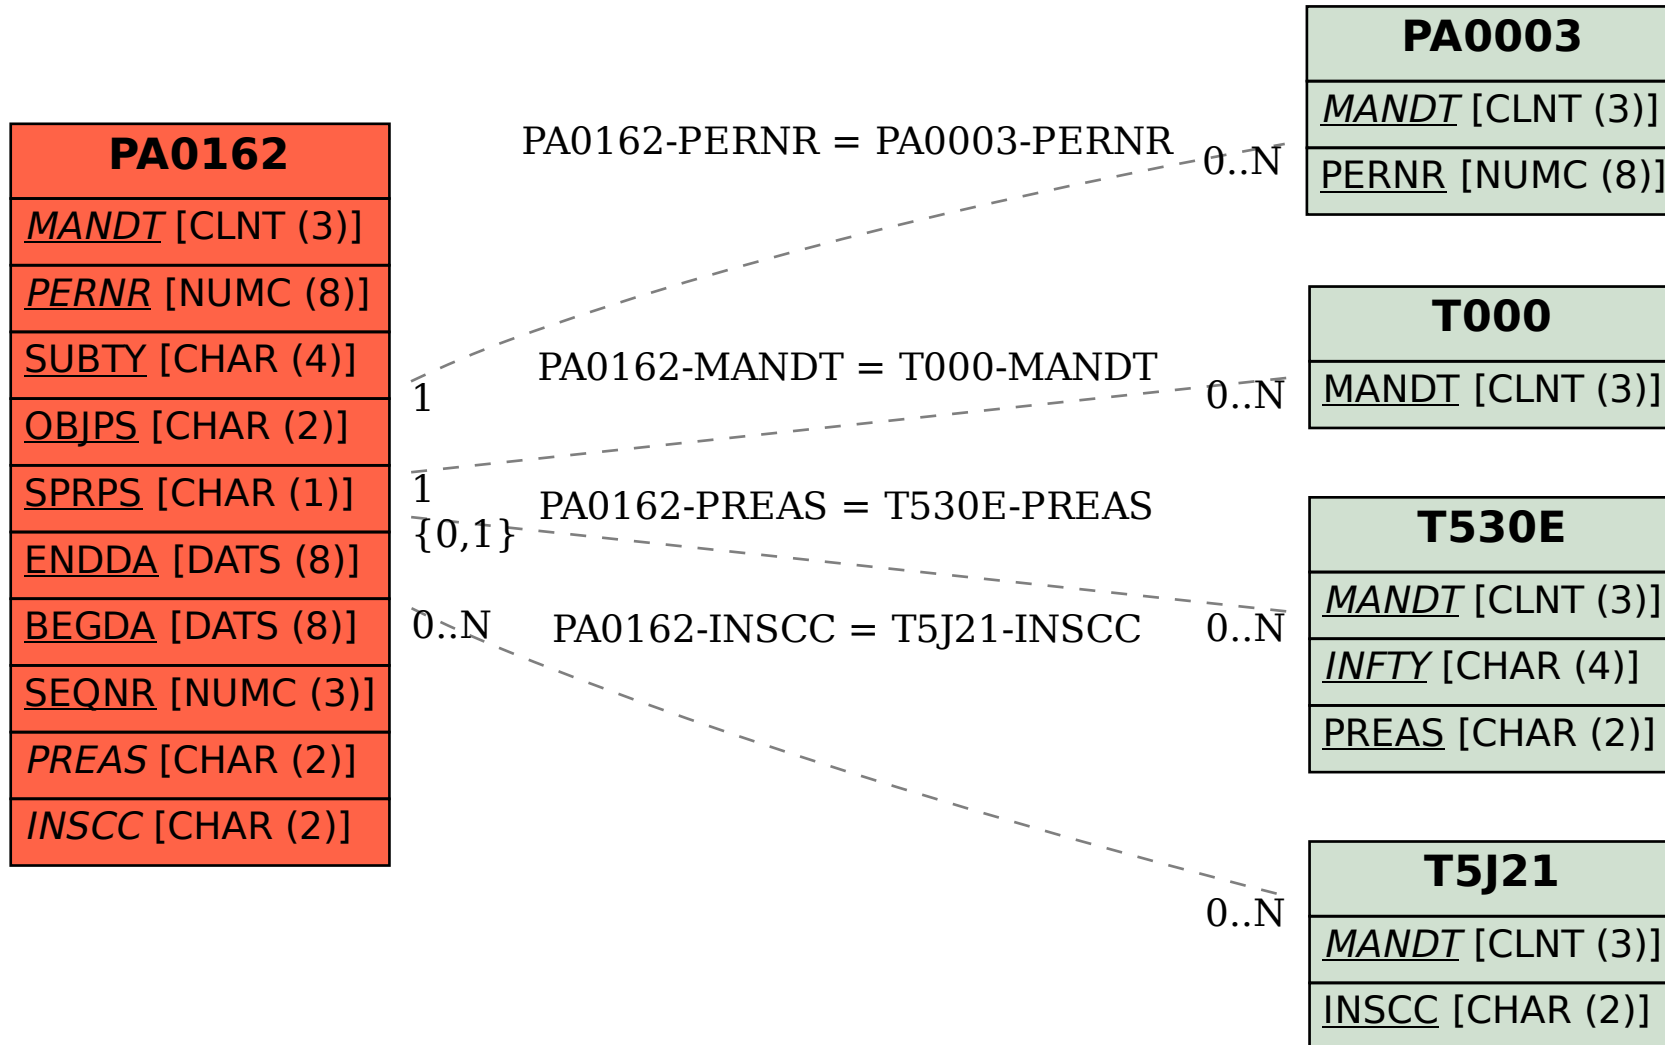 PA0162
MANDT [CLNT (3)]
PERNR [NUMC (8)]
SUBTY [CHAR (4)]
OBJPS [CHAR (2)]
SPRPS [CHAR (1)]
ENDDA [DATS (8)]
BEGDA [DATS (8)]
SEQNR [NUMC (3)]
PREAS [CHAR (2)]
INSCC [CHAR (2)]
PA0162-PERNR = PA0003-PERNR
0..N
1
PA0162-MANDT = T000-MANDT
0..N
1
PA0162-PREAS = T530E-PREAS
{0,1}
0..N
PA0162-INSCC = T5J21-INSCC
0..N
0..N
PA0003
MANDT [CLNT (3)]
PERNR [NUMC (8)]
T000
MANDT [CLNT (3)]
T530E
MANDT [CLNT (3)]
INFTY [CHAR (4)]
PREAS [CHAR (2)]
T5J21
MANDT [CLNT (3)]
INSCC [CHAR (2)]